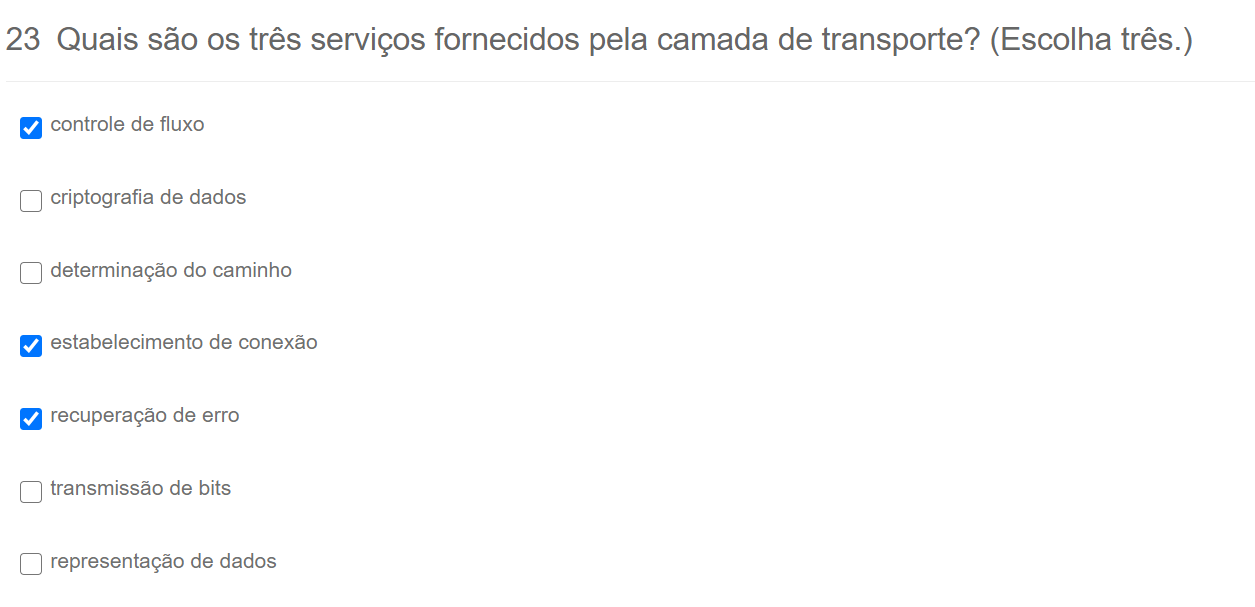 23 Quais são os três serviços fornecidos pela camada de transporte? (Escolha três.)
controle de fluxo
criptografia de dados
determinação do caminho
estabelecimento de conexão
recuperação de erro
transmissão de bits
representação de dados